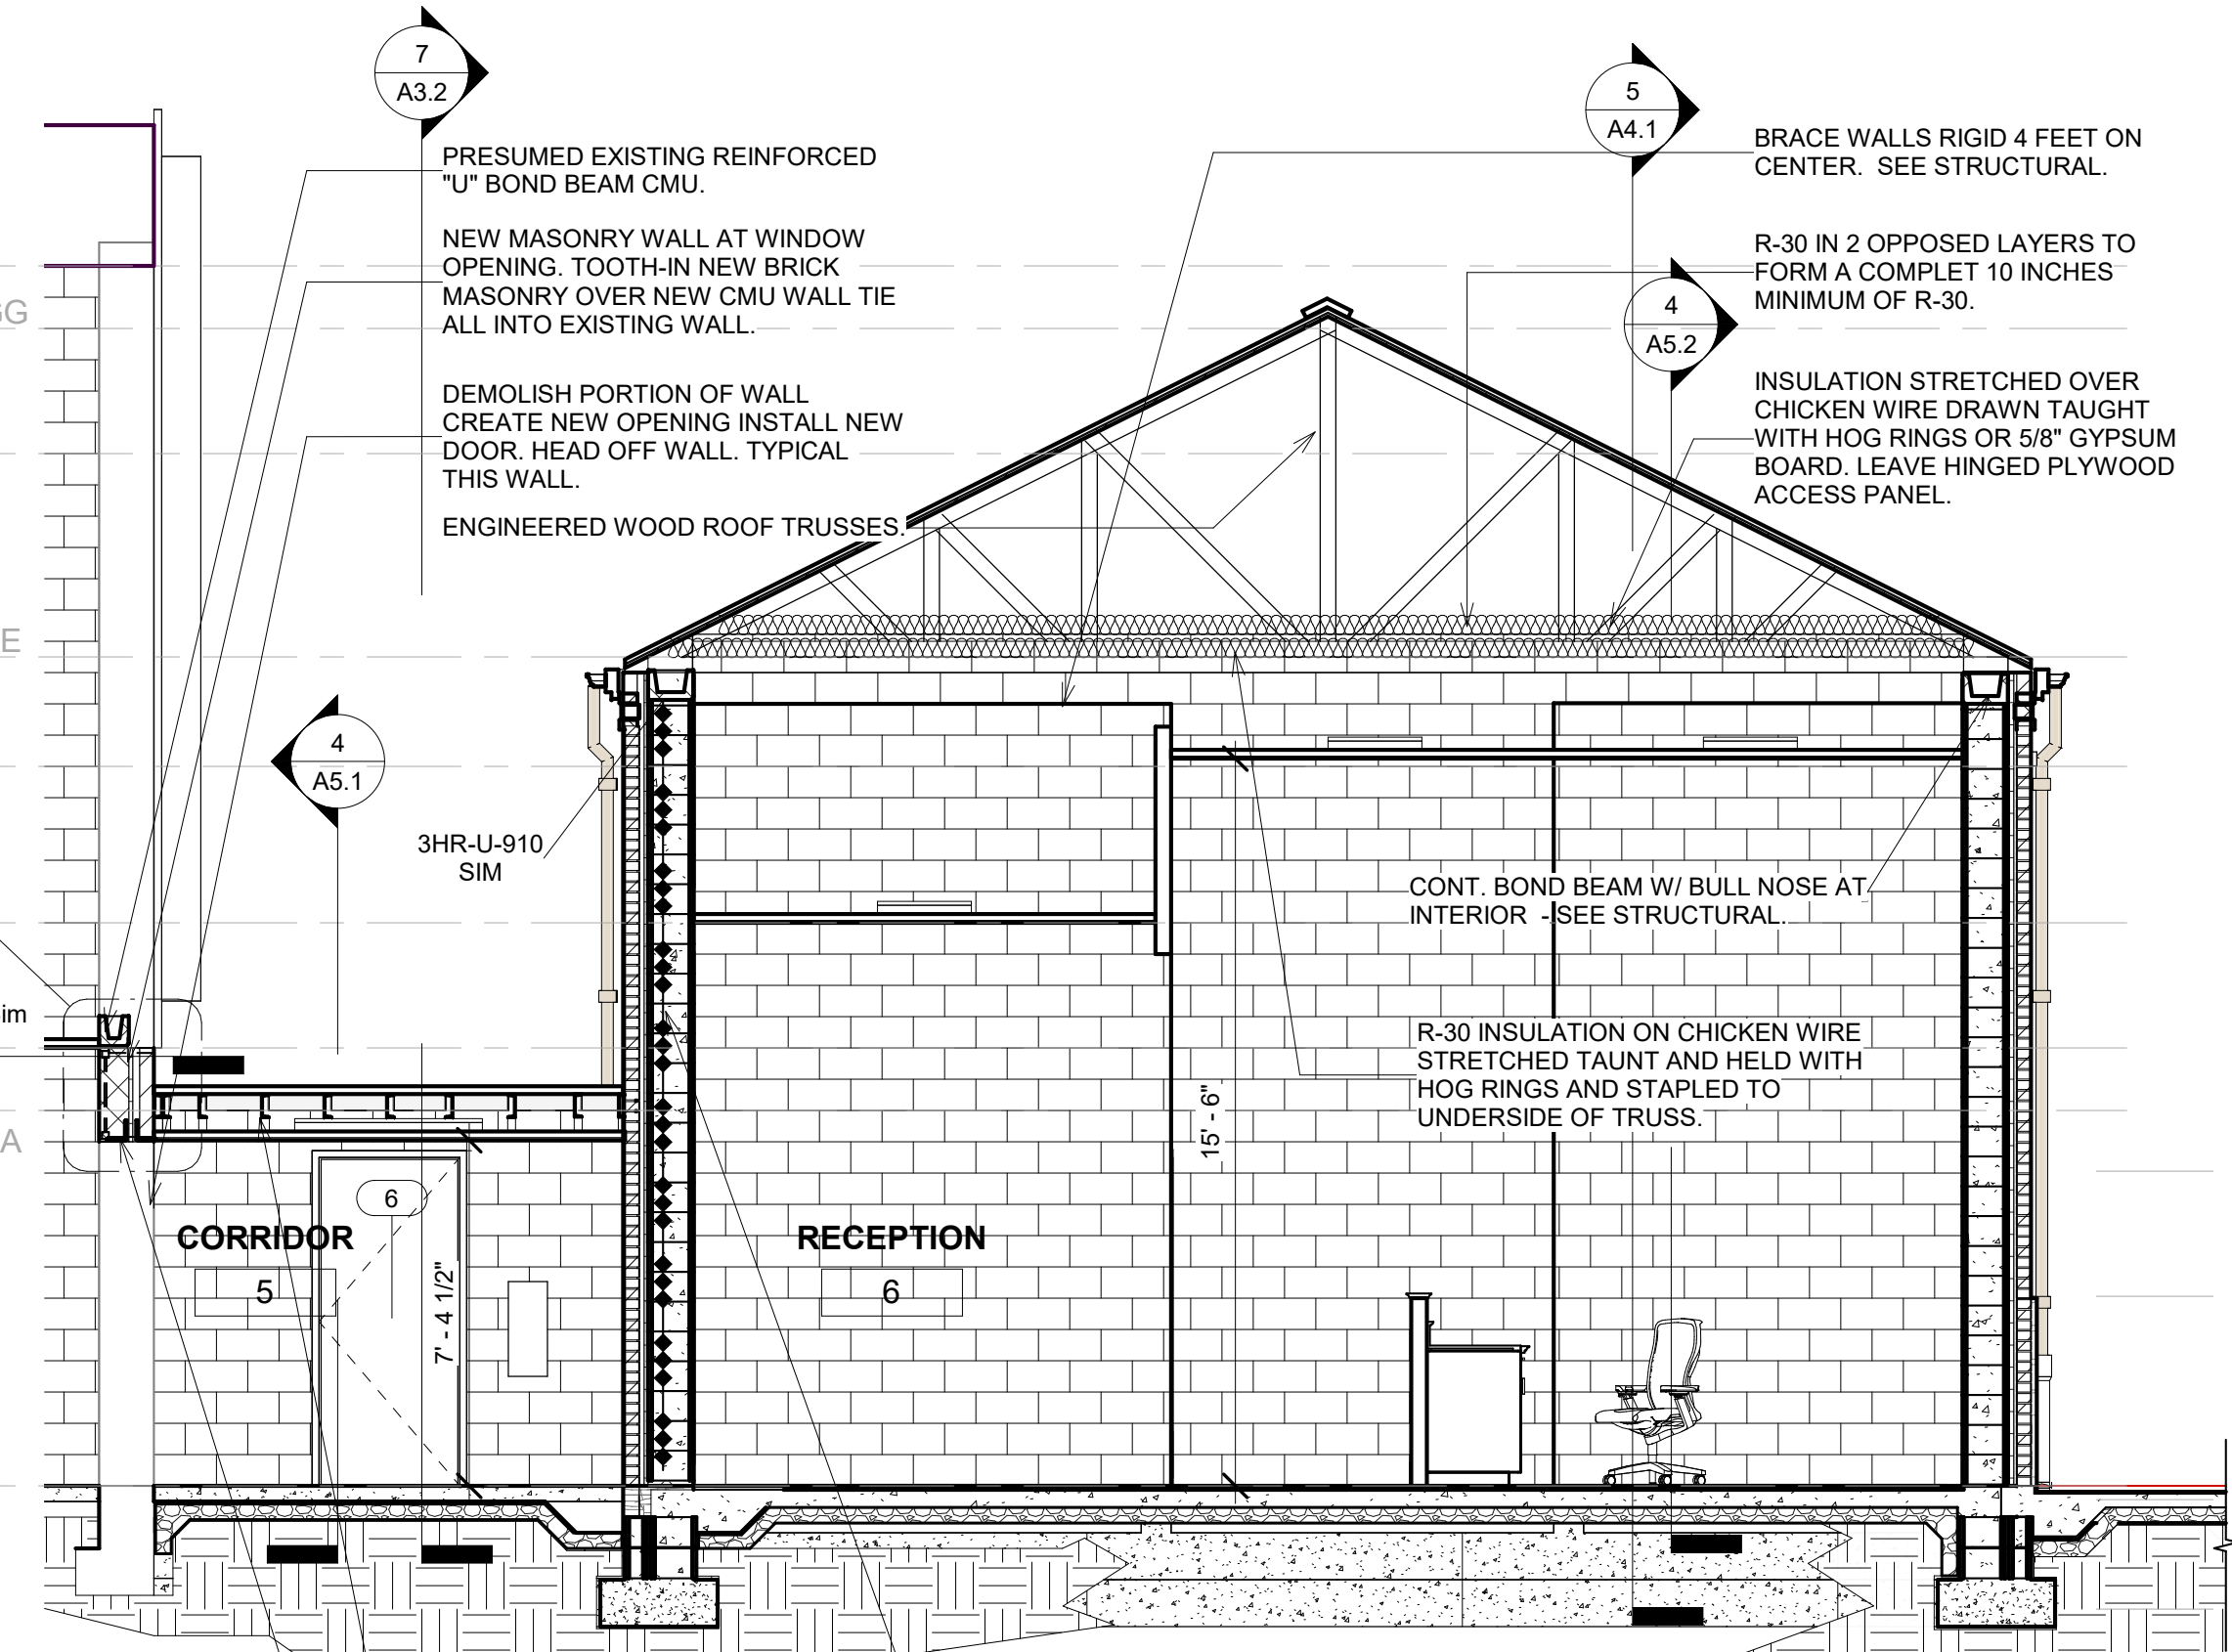 7
A3.2
5
A4.1
PRESUMED EXISTING REINFORCED
"U" BOND BEAM CMU.
BRACE WALLS RIGID 4 FEET ON
CENTER. SEE STRUCTURAL.
NEW MASONRY WALL AT WINDOW
OPENING. TOOTH-IN NEW BRICK
MASONRY OVER NEW CMU WALL TIE
ALL INTO EXISTING WALL.
R-30 IN 2 OPPOSED LAYERS TO
FORM A COMPLET 10 INCHES
MINIMUM OF R-30.
4
A5.2
DEMOLISH PORTION OF WALL
CREATE NEW OPENING INSTALL NEW
DOOR. HEAD OFF WALL. TYPICAL
THIS WALL.
INSULATION STRETCHED OVER
CHICKEN WIRE DRAWN TAUGHT
WITH HOG RINGS OR 5/8" GYPSUM
BOARD. LEAVE HINGED PLYWOOD
ACCESS PANEL.
ENGINEERED WOOD ROOF TRUSSES.
4
A5.1
3HR-U-910
SIM
CONT. BOND BEAM W/ BULL NOSE AT
INTERIOR - SEE STRUCTURAL.
R-30 INSULATION ON CHICKEN WIRE
STRETCHED TAUNT AND HELD WITH
HOG RINGS AND STAPLED TO
UNDERSIDE OF TRUSS.
15' - 6"
6
CORRIDOR
5
7' - 4 1/2"
RECEPTION
6
E
A